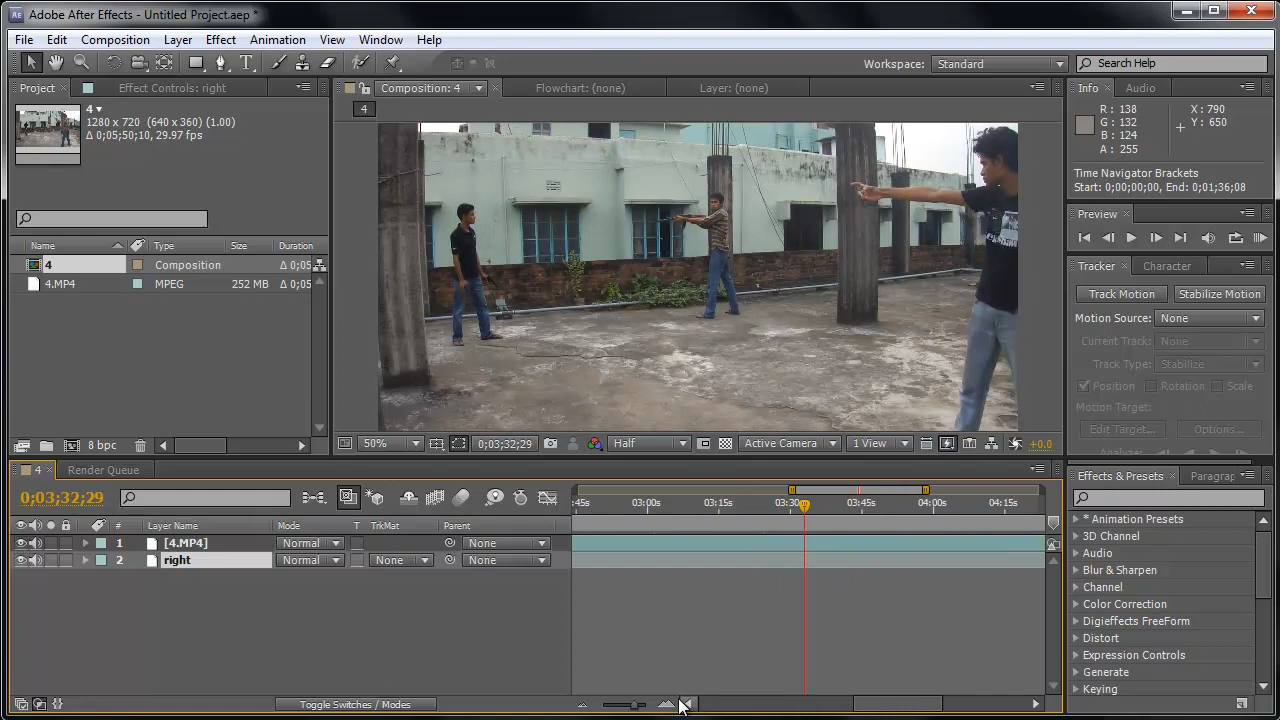 Adobe After Effects - Untitled Project.aep *
File Edit Composition Layer Effect Animation View Window Help
Workspace: Standard Search Help
Project Effect Controls: right Composition: 4 Flowchart: (none) Layer: (none) Info Audio
4
4
1280 x 720 (640 x 360) (1.00)
Δ 0;05;50;10, 29.97 fps
R : 138 X : 790
G : 132 Y : 650
B : 124
A : 255
Time Navigator Brackets
Start: 0;00;00;00, End: 0;01;36;08
Preview
Name Type Size Duration
4 Composition Δ 0;05
4.MP4 MPEG 252 MB Δ 0;05
Tracker Character
Track Motion Stabilize Motion
Motion Source: None
Current Track: None
Track Type: Stabilize
Position Rotation Scale
Motion Target:
Edit Target... Options...
8 bpc 50% 0;03;32;29 Half Active Camera 1 View +0.0
4 Render Queue
0;03;32;29
:45s 03:00s 03:15s 03:30s 03:45s 04:00s 04:15s
# Layer Name Mode T TrkMat Parent
1 [4.MP4] Normal None
2 right Normal None None
Toggle Switches / Modes
Effects & Presets Paragrap
* Animation Presets
3D Channel
Audio
Blur & Sharpen
Channel
Color Correction
Digieffects FreeForm
Distort
Expression Controls
Generate
Keying